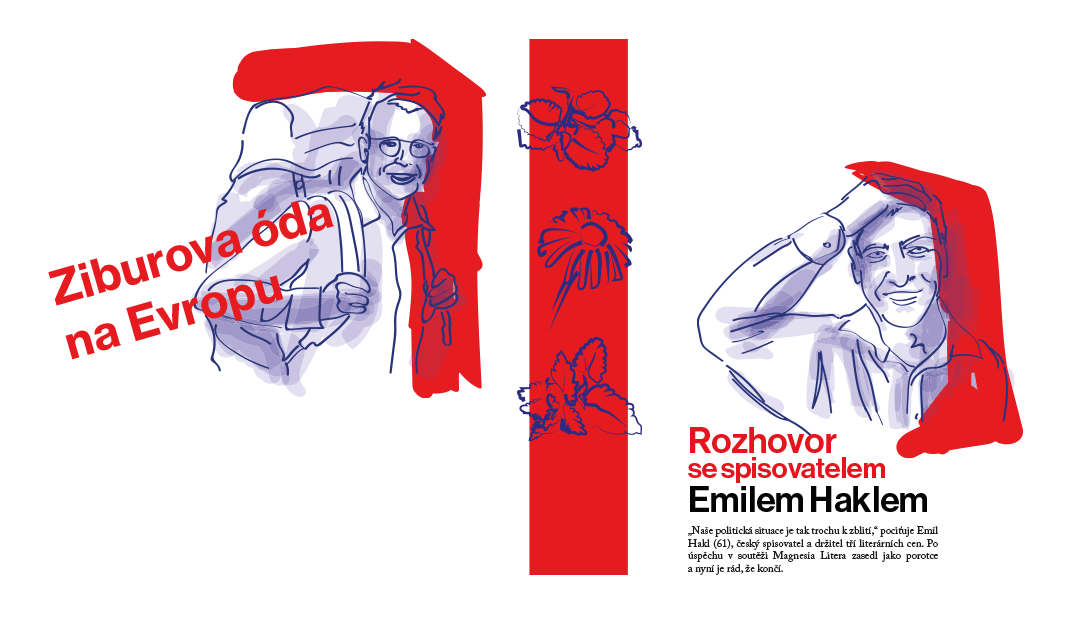 Ziburova óda
na Evropu
Rozhovor
se spisovatelem
Emilem Haklem
„Naše politická situace je tak trochu k zblití,“ pociťuje Emil
Hakl (61), český spisovatel a držitel tří literárních cen. Po
úspěchu v soutěži Magnesia Litera zasedl jako porotce
a nyní je rád, že končí.